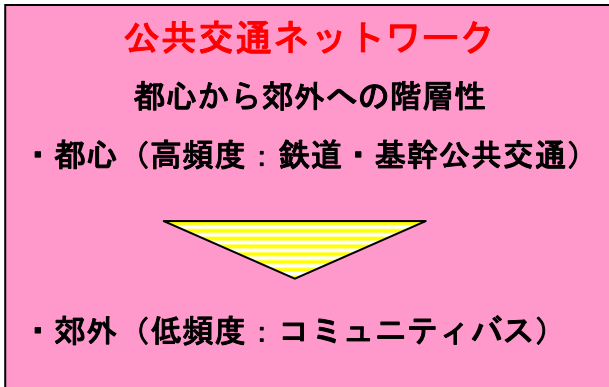 公共交通ネットワーク
都心から郊外への階層性
・都心（高頻度：鉄道・基幹公共交通）
・郊外（低頻度：コミュニティバス）